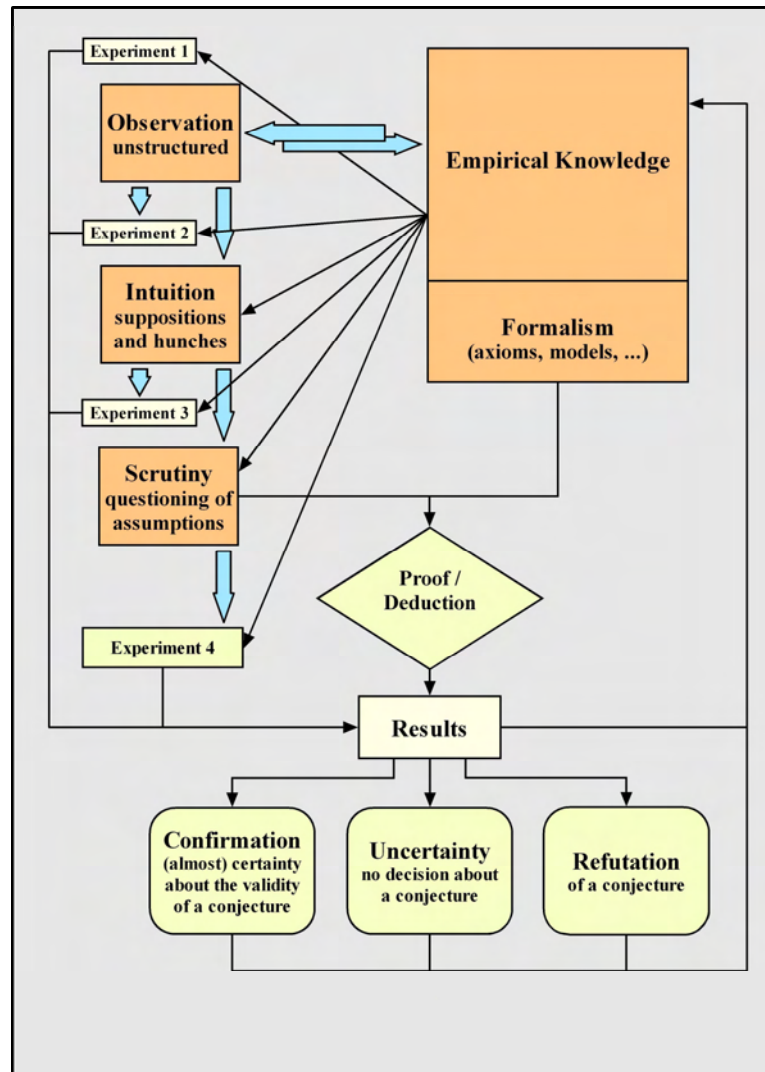 Experiment 1
Observation
unstructured
Empirical Knowledge
Experiment 2
Intuition
suppositions
and hunches
Formalism
(axioms, models, ...)
Experiment 3
Scrutiny
questioning of
assumptions
Proof /
Deduction
Experiment 4
Results
Confirmation
(almost) certainty
about the validity
of a conjecture
Uncertainty
no decision about
a conjecture
Refutation
of a conjecture